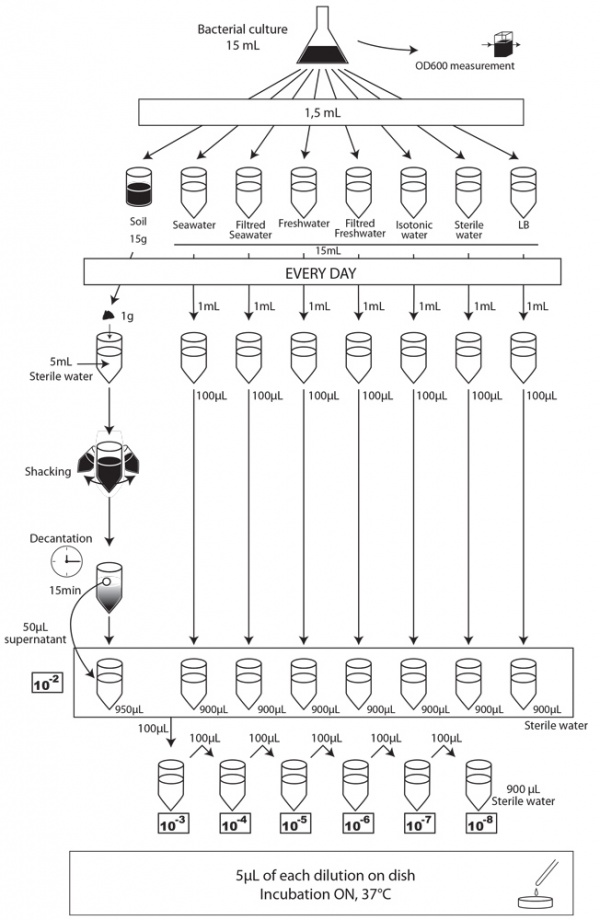 Bacterial culture
15 mL
OD600 measurement
1,5 mL
Soil
15g
Seawater
Filtred
Seawater
Freshwater
Filtred
Freshwater
Isotonic
water
Sterile
water
LB
15mL
EVERY DAY
1g
1mL 1mL 1mL 1mL 1mL 1mL 1mL
5mL
Sterile water
100µL 100µL 100µL 100µL 100µL 100µL 100µL
Shacking
Decantation
15min
50µL
supernatant
10-2
950µL 900µL 900µL 900µL 900µL 900µL 900µL 900µL
Sterile water
100µL
100µL 100µL 100µL 100µL 100µL
900 µL
Sterile water
10-3 10-4 10-5 10-6 10-7 10-8
5µL of each dilution on dish
Incubation ON, 37°C